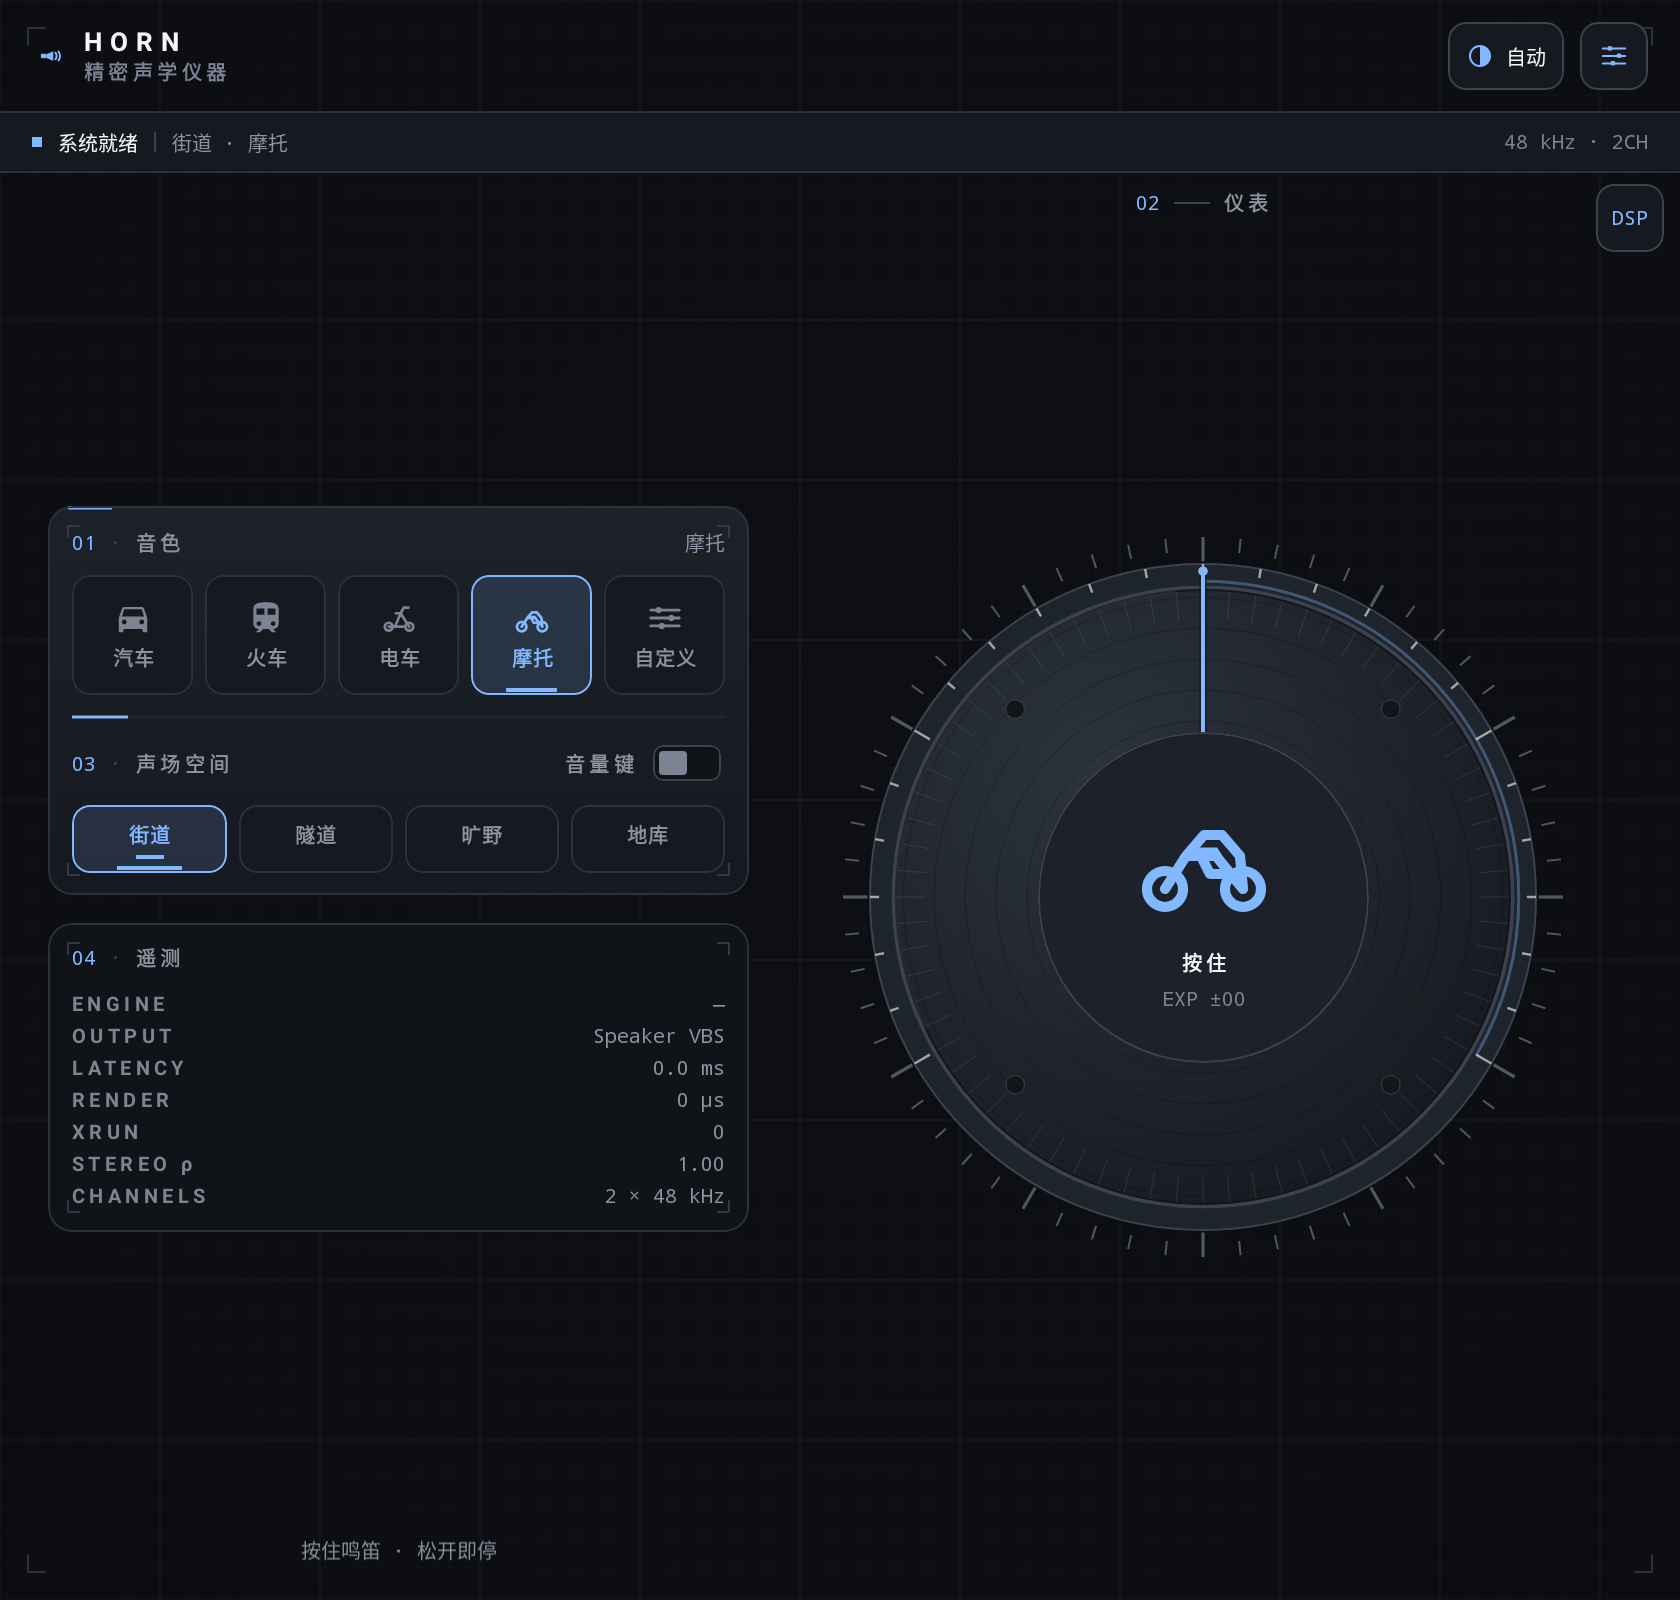 HORN
精密声学仪器
自动
系统就绪 | 街道 · 摩托
48 kHz · 2CH
02 — 仪表
DSP
01 · 音色
摩托
汽车
火车
电车
摩托
自定义
03 · 声场空间
音量键
街道
隧道
旷野
地库
04 · 遥测
ENGINE —
OUTPUT Speaker VBS
LATENCY 0.0 ms
RENDER 0 µs
XRUN 0
STEREO ρ 1.00
CHANNELS 2 × 48 kHz
按住
EXP ±00
按住鸣笛 · 松开即停